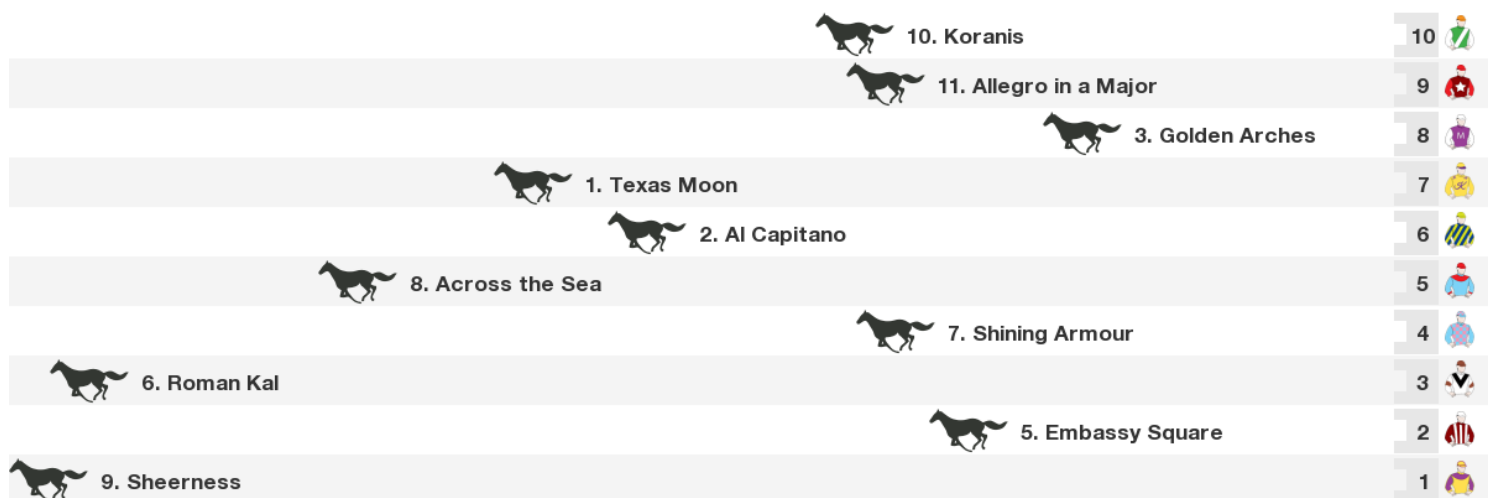 10. Koranis 10
11. Allegro in a Major 9
3. Golden Arches 8 M
1. Texas Moon 7 K
2. Al Capitano 6
8. Across the Sea 5
7. Shining Armour 4
6. Roman Kal 3
5. Embassy Square 2
9. Sheerness 1